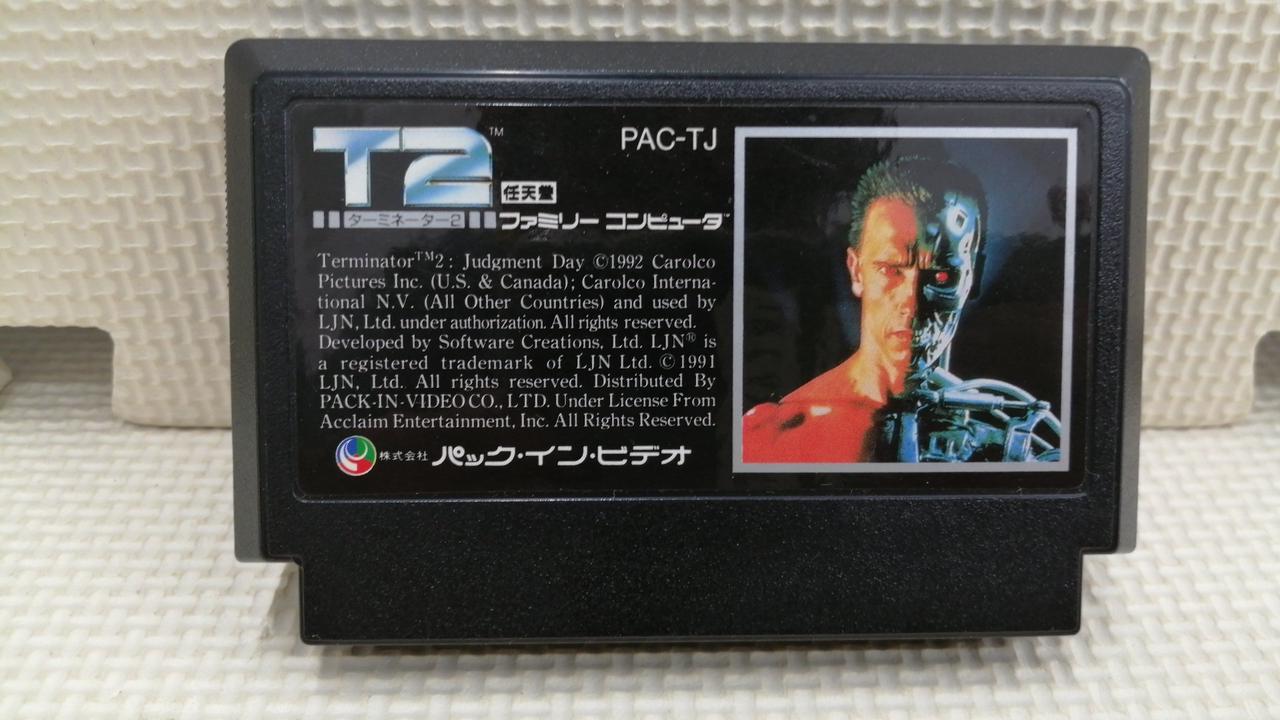 T2™
PAC-TJ
任天堂
ターミネーター2
ファミリー コンピュータ™
Terminator™2 : Judgment Day ©1992 Carolco
Pictures Inc. (U.S. & Canada); Carolco Interna-
tional N.V. (All Other Countries) and used by
LJN, Ltd. under authorization. All rights reserved.
Developed by Software Creations, Ltd. LJN® is
a registered trademark of LJN Ltd. ©1991
LJN, Ltd. All rights reserved. Distributed By
PACK-IN-VIDEO CO., LTD. Under License From
Acclaim Entertainment, Inc. All Rights Reserved.
株式会社 パック・イン・ビデオ